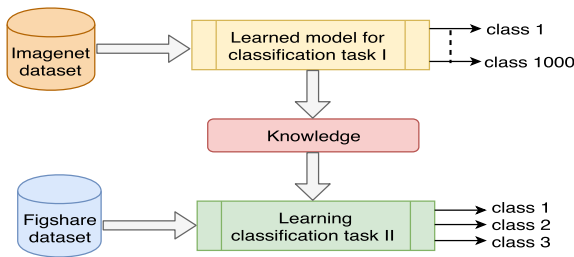 Imagenet
dataset
Learned model for
classification task I
class 1
class 1000
Knowledge
Figshare
dataset
Learning
classification task II
class 1
class 2
class 3